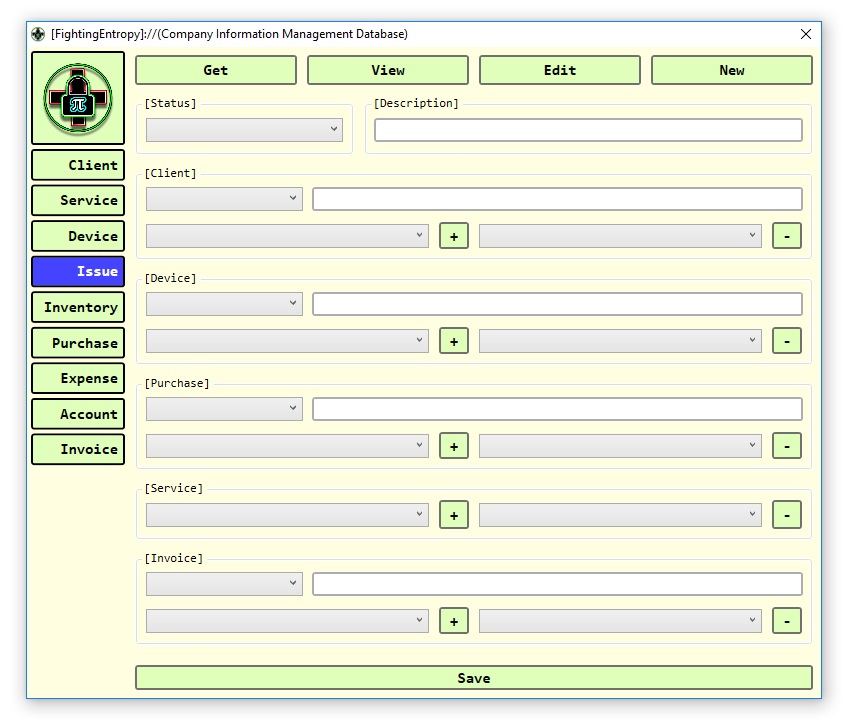 [FightingEntropy]://(Company Information Management Database)
Get View Edit New
[Status] [Description]
Client
[Client]
Service
Device
+ -
Issue
[Device]
Inventory
Purchase
+ -
Expense
[Purchase]
Account
Invoice
+ -
[Service]
+ -
[Invoice]
+ -
Save